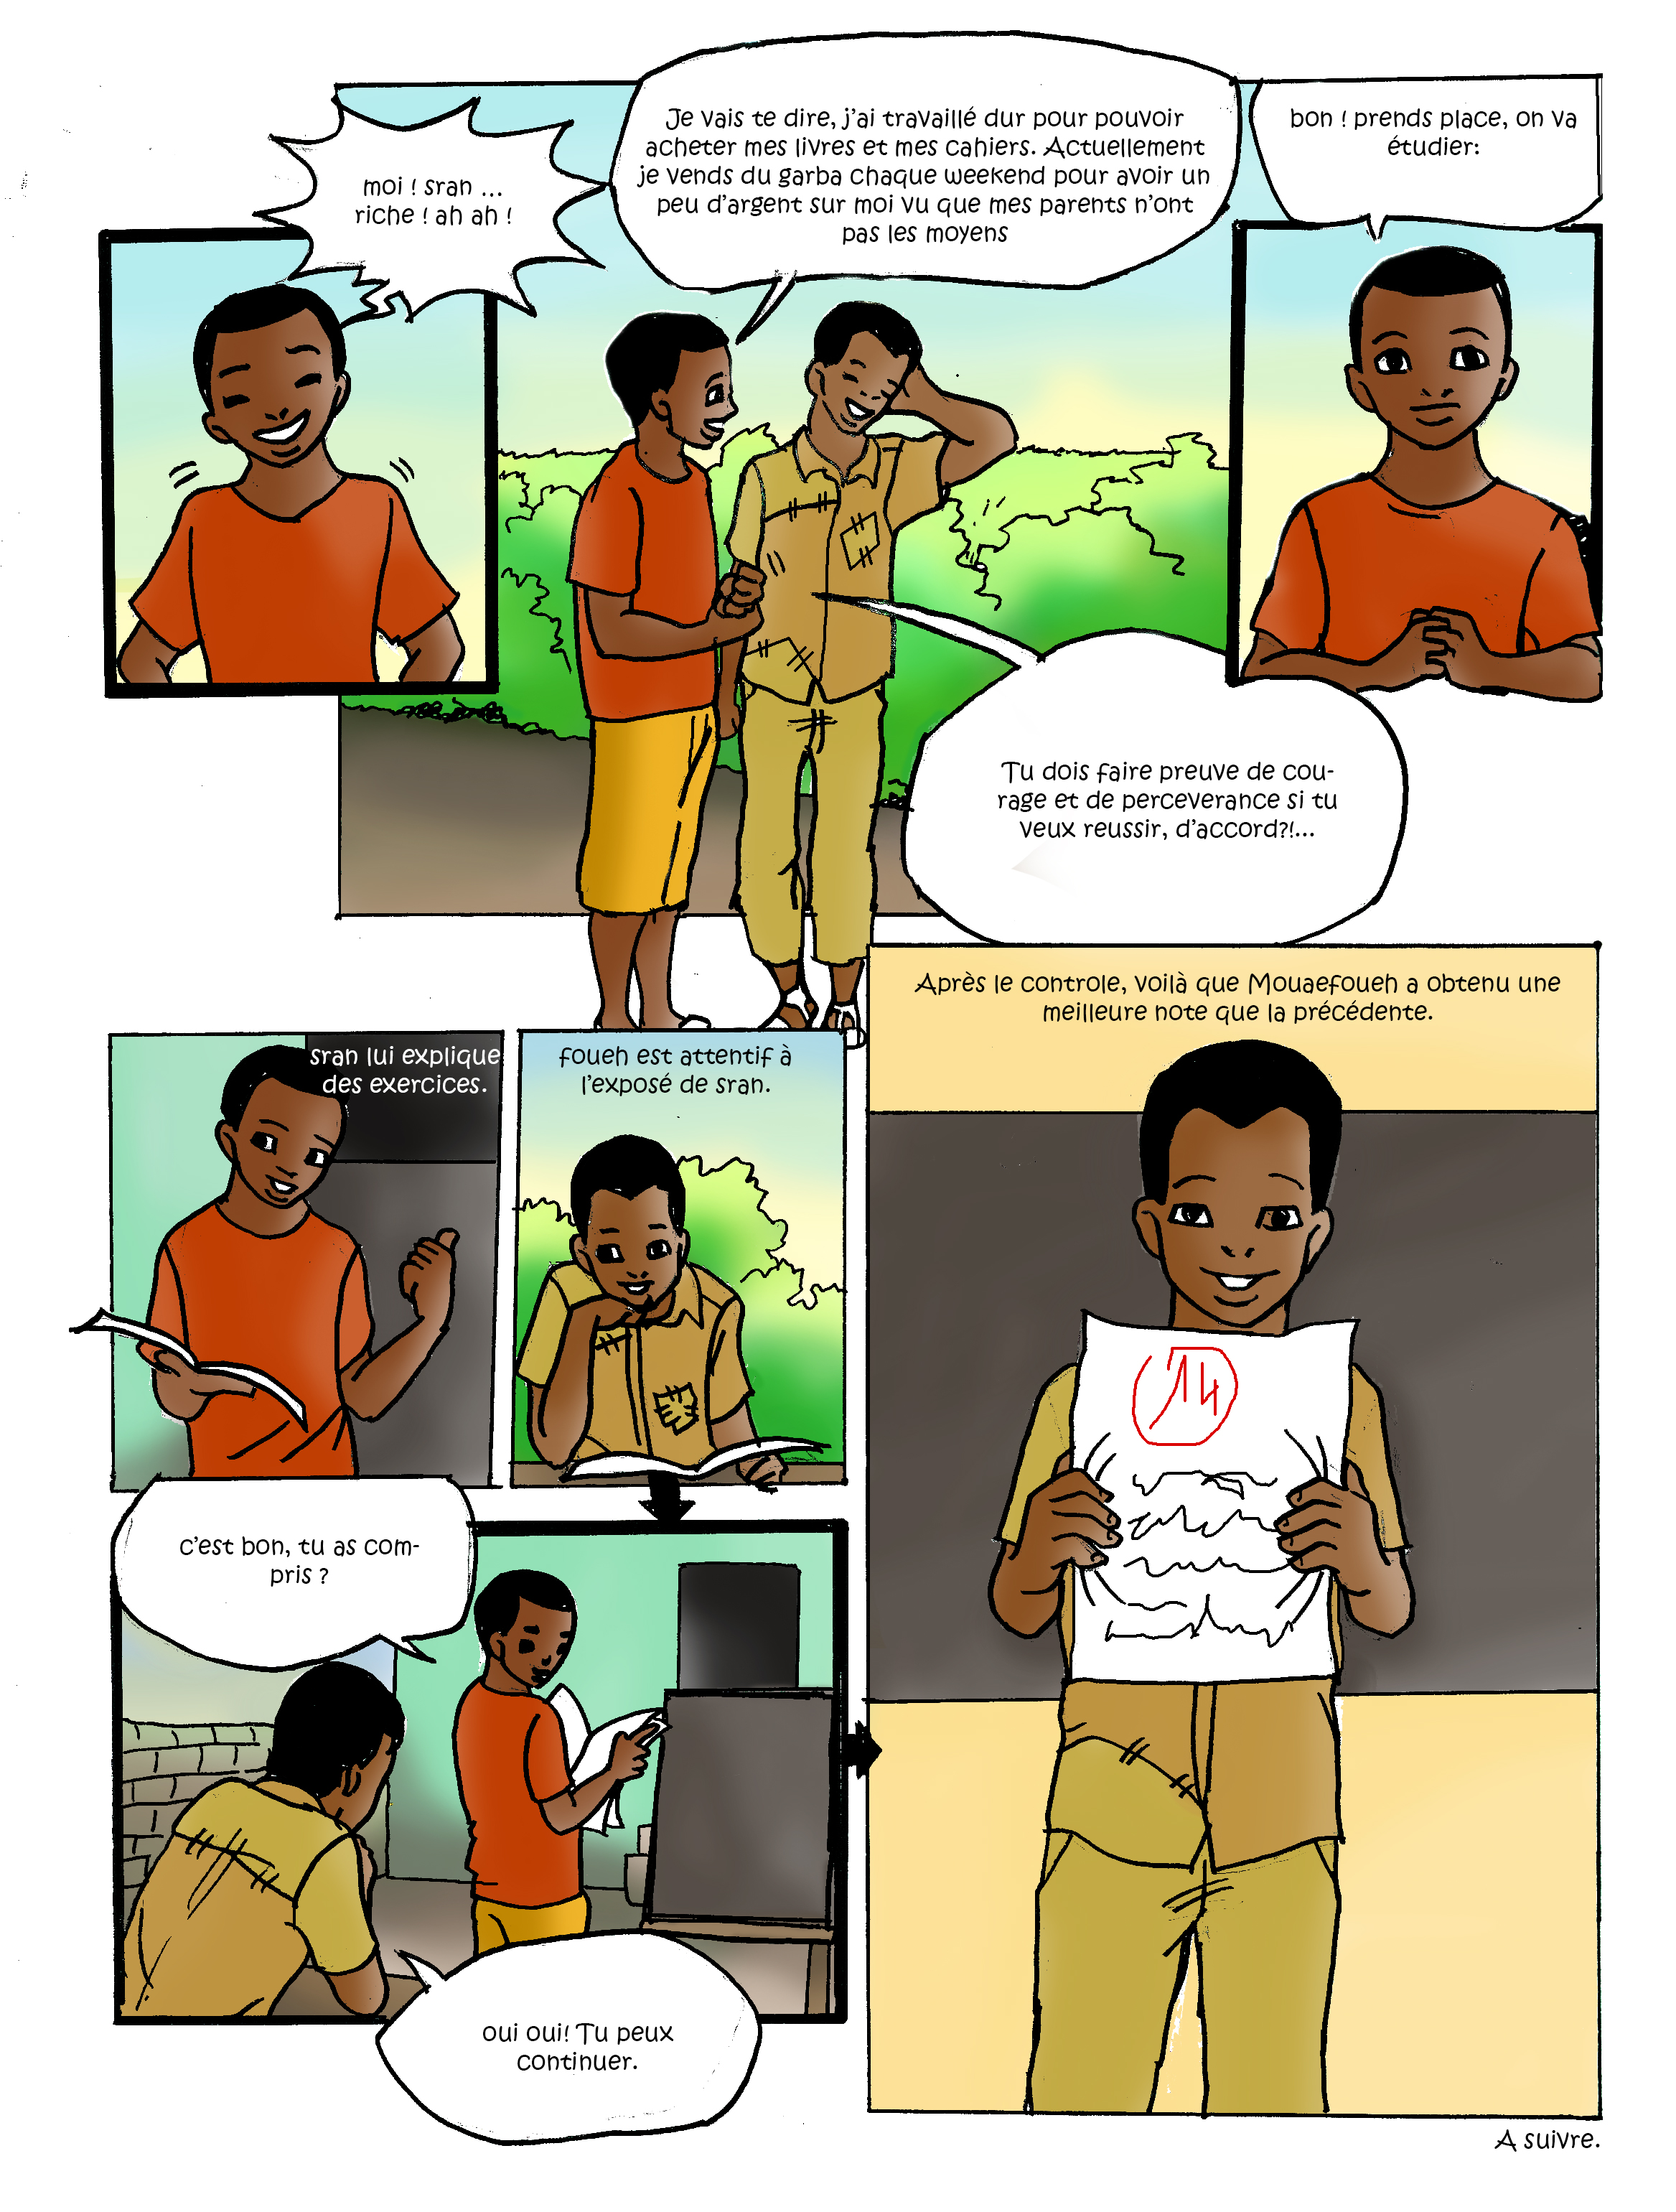 moi ! sran ...
riche ! ah ah !
Je vais te dire, j'ai travaillé dur pour pouvoir
acheter mes livres et mes cahiers. Actuellement
je vends du garba chaque weekend pour avoir un
peu d'argent sur moi vu que mes parents n'ont
pas les moyens
bon ! prends place, on va
étudier:
Tu dois faire preuve de cou-
rage et de perceverance si tu
veux reussir, d'accord?!...
sran lui explique
des exercices.
foueh est attentif à
l'exposé de sran.
c'est bon, tu as com-
pris ?
oui oui! Tu peux
continuer.
Après le controle, voilà que Mouaefoueh a obtenu une
meilleure note que la précédente.
14
A suivre.